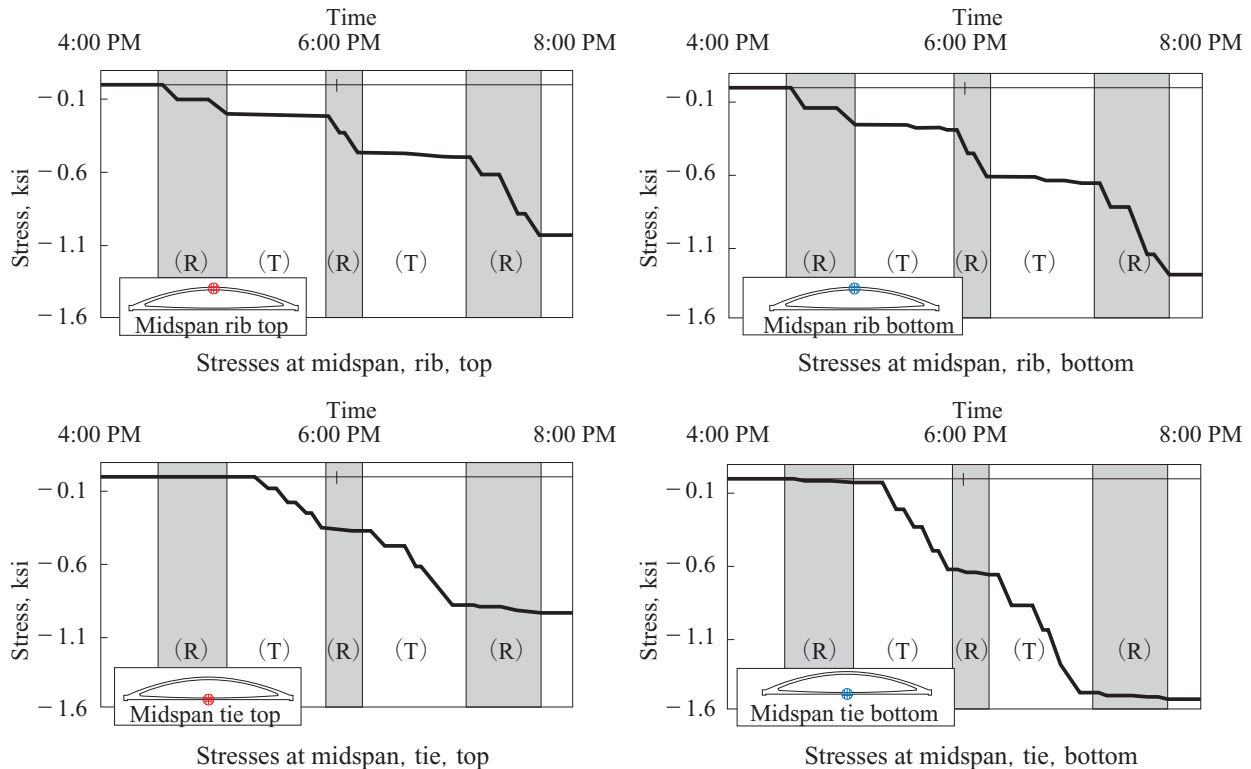 Time
4:00 PM 6:00 PM 8:00 PM
Stress, ksi
−0.1
−0.6
−1.1
−1.6
(R) (T) (R) (T) (R)
Midspan rib top
Stresses at midspan, rib, top
Time
4:00 PM 6:00 PM 8:00 PM
Stress, ksi
−0.1
−0.6
−1.1
−1.6
(R) (T) (R) (T) (R)
Midspan rib bottom
Stresses at midspan, rib, bottom
Time
4:00 PM 6:00 PM 8:00 PM
Stress, ksi
−0.1
−0.6
−1.1
−1.6
(R) (T) (R) (T) (R)
Midspan tie top
Stresses at midspan, tie, top
Time
4:00 PM 6:00 PM 8:00 PM
Stress, ksi
−0.1
−0.6
−1.1
−1.6
(R) (T) (R) (T) (R)
Midspan tie bottom
Stresses at midspan, tie, bottom